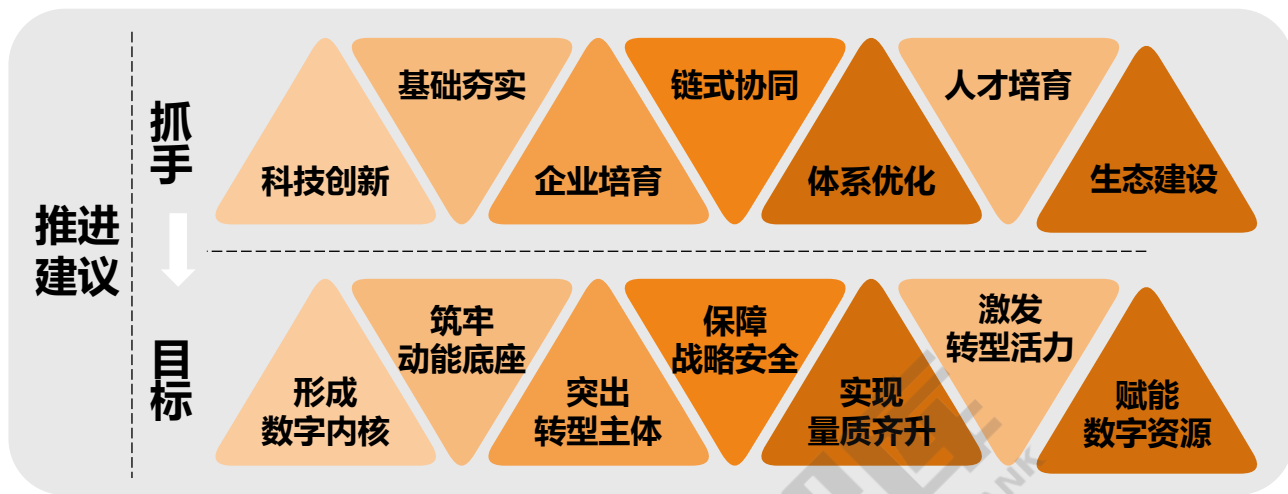 推进
建议
抓手
基础夯实
链式协同
人才培育
科技创新
企业培育
体系优化
生态建设
目标
筑牢
动能底座
保障
战略安全
激发
转型活力
形成
数字内核
突出
转型主体
实现
量质齐升
赋能
数字资源